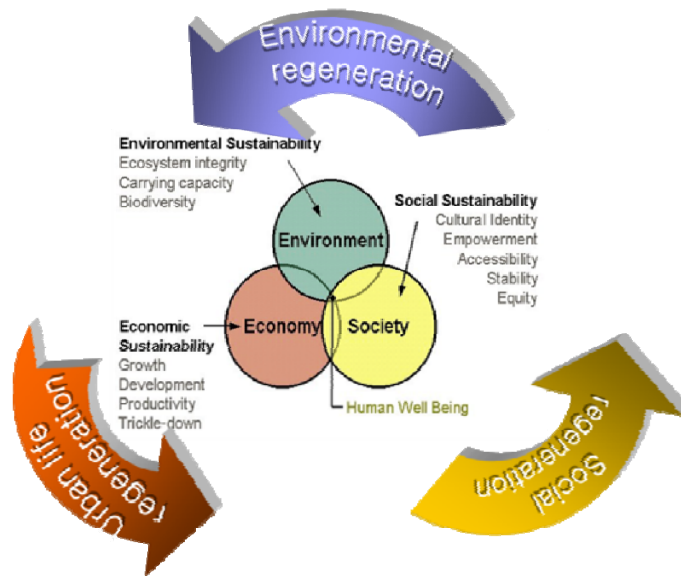 Environmental
regeneration
Environmental Sustainability
Ecosystem integrity
Carrying capacity
Biodiversity
Social Sustainability
Cultural Identity
Empowerment
Accessibility
Stability
Equity
Environment
Economy
Society
Economic
Sustainability
Growth
Development
Productivity
Trickle-down
Human Well Being
Urban life
regeneration
Social
regeneration